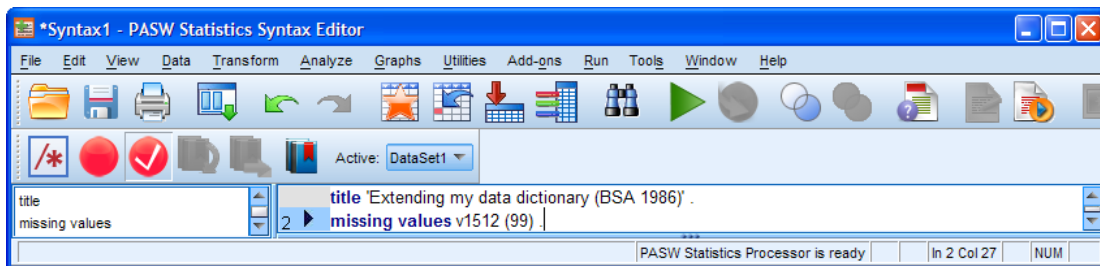 *Syntax1 - PASW Statistics Syntax Editor
File Edit View Data Transform Analyze Graphs Utilities Add-ons Run Tools Window Help
/*
Active: DataSet1
title
missing values
title 'Extending my data dictionary (BSA 1986)' .
2 missing values v1512 (99) .
PASW Statistics Processor is ready In 2 Col 27 NUM